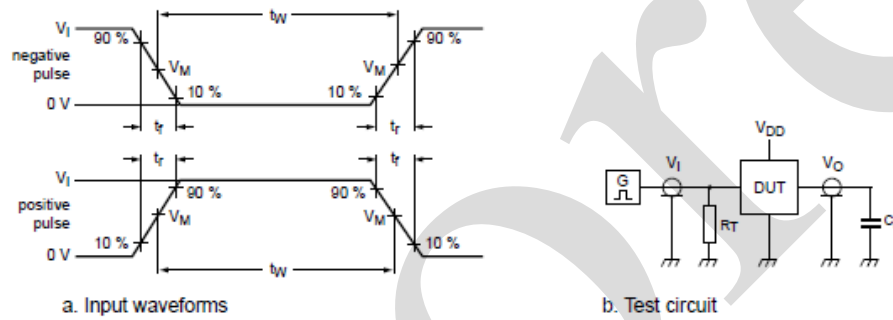 tW
VI
90 %
90 %
negative
pulse
VM
VM
10 %
10 %
0 V
tf
tr
tr
tf
VI
90 %
90 %
positive
pulse
VM
VM
10 %
10 %
0 V
tW
a. Input waveforms
VDD
VI
VO
G
DUT
RT
C
b. Test circuit